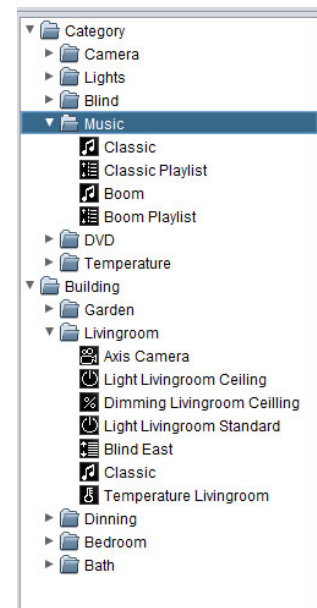 Category
Camera
Lights
Blind
Music
Classic
Classic Playlist
Boom
Boom Playlist
DVD
Temperature
Building
Garden
Livingroom
Axis Camera
Light Livingroom Ceiling
% Dimming Livingroom Ceilling
Light Livingroom Standard
Blind East
Classic
Temperature Livingroom
Dinning
Bedroom
Bath